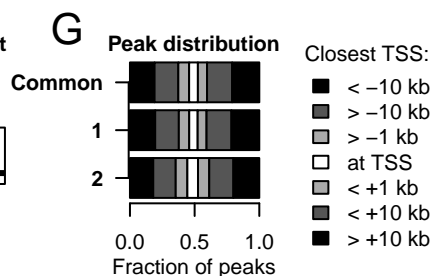 t
G
Peak distribution
Common
1
2
0.0 0.5 1.0
Fraction of peaks
Closest TSS:
< −10 kb
> −10 kb
> −1 kb
at TSS
< +1 kb
< +10 kb
> +10 kb